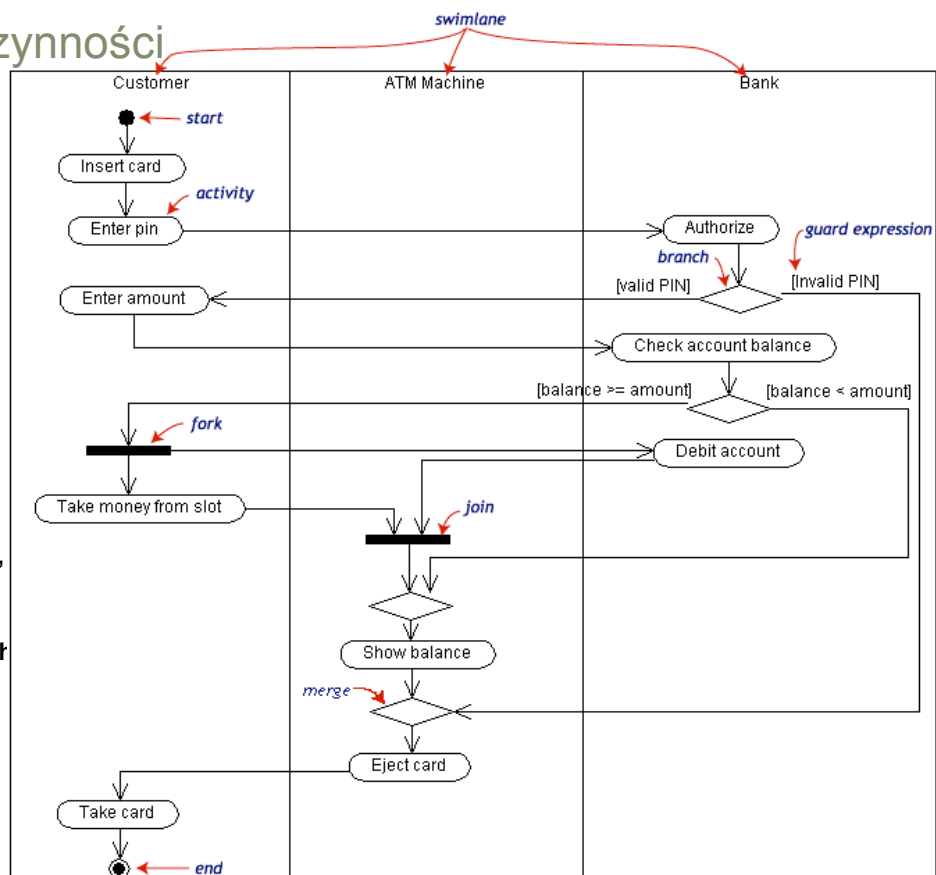 zynności
swimlane
Customer
ATM Machine
Bank
start
Insert card
activity
Enter pin
Authorize
guard expression
branch
[valid PIN]
[Invalid PIN]
Enter amount
Check account balance
[balance >= amount]
[balance < amount]
fork
Debit account
Take money from slot
join
,
Show balance
merge
Eject card
Take card
end